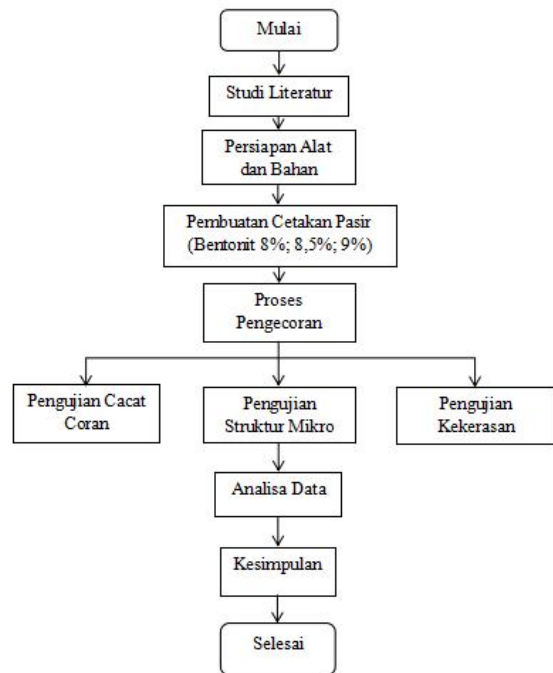 Mulai
Studi Literatur
Persiapan Alat
dan Bahan
Pembuatan Cetakan Pasir
(Bentonit 8%; 8,5%; 9%)
Proses
Pengecoran
Pengujian Cacat
Coran
Pengujian
Struktur Mikro
Pengujian
Kekerasan
Analisa Data
Kesimpulan
Selesai